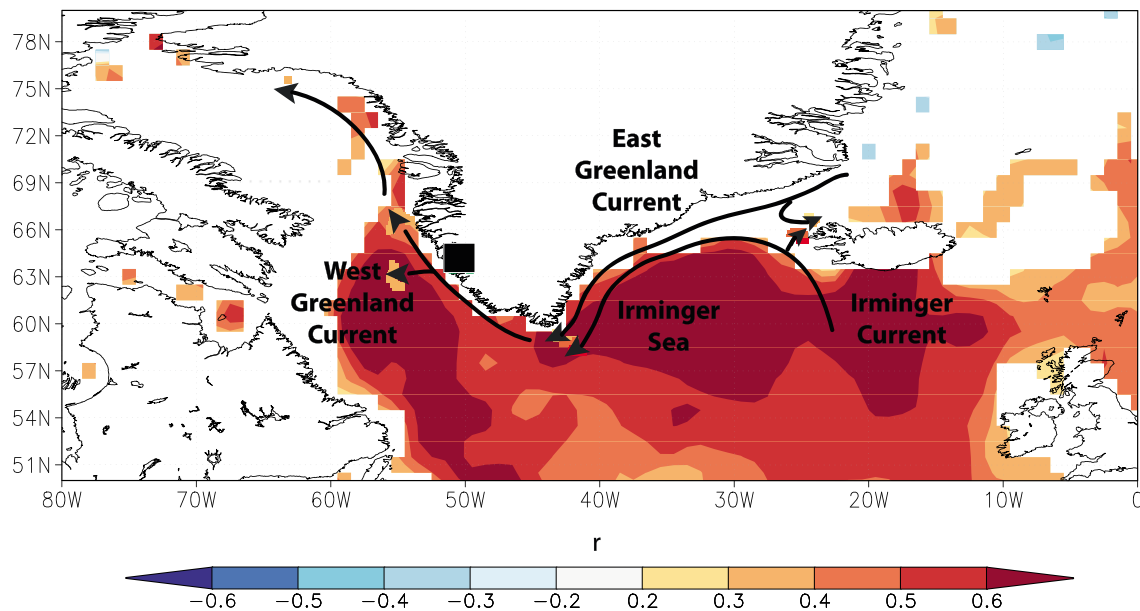 78N
75N
72N
69N
66N
63N
60N
57N
54N
51N
East
Greenland
Current
West
Greenland
Current
Irminger
Sea
Irminger
Current
80W 70W 60W 50W 40W 30W 20W 10W 0
r
−0.6 −0.5 −0.4 −0.3 −0.2 0.2 0.3 0.4 0.5 0.6